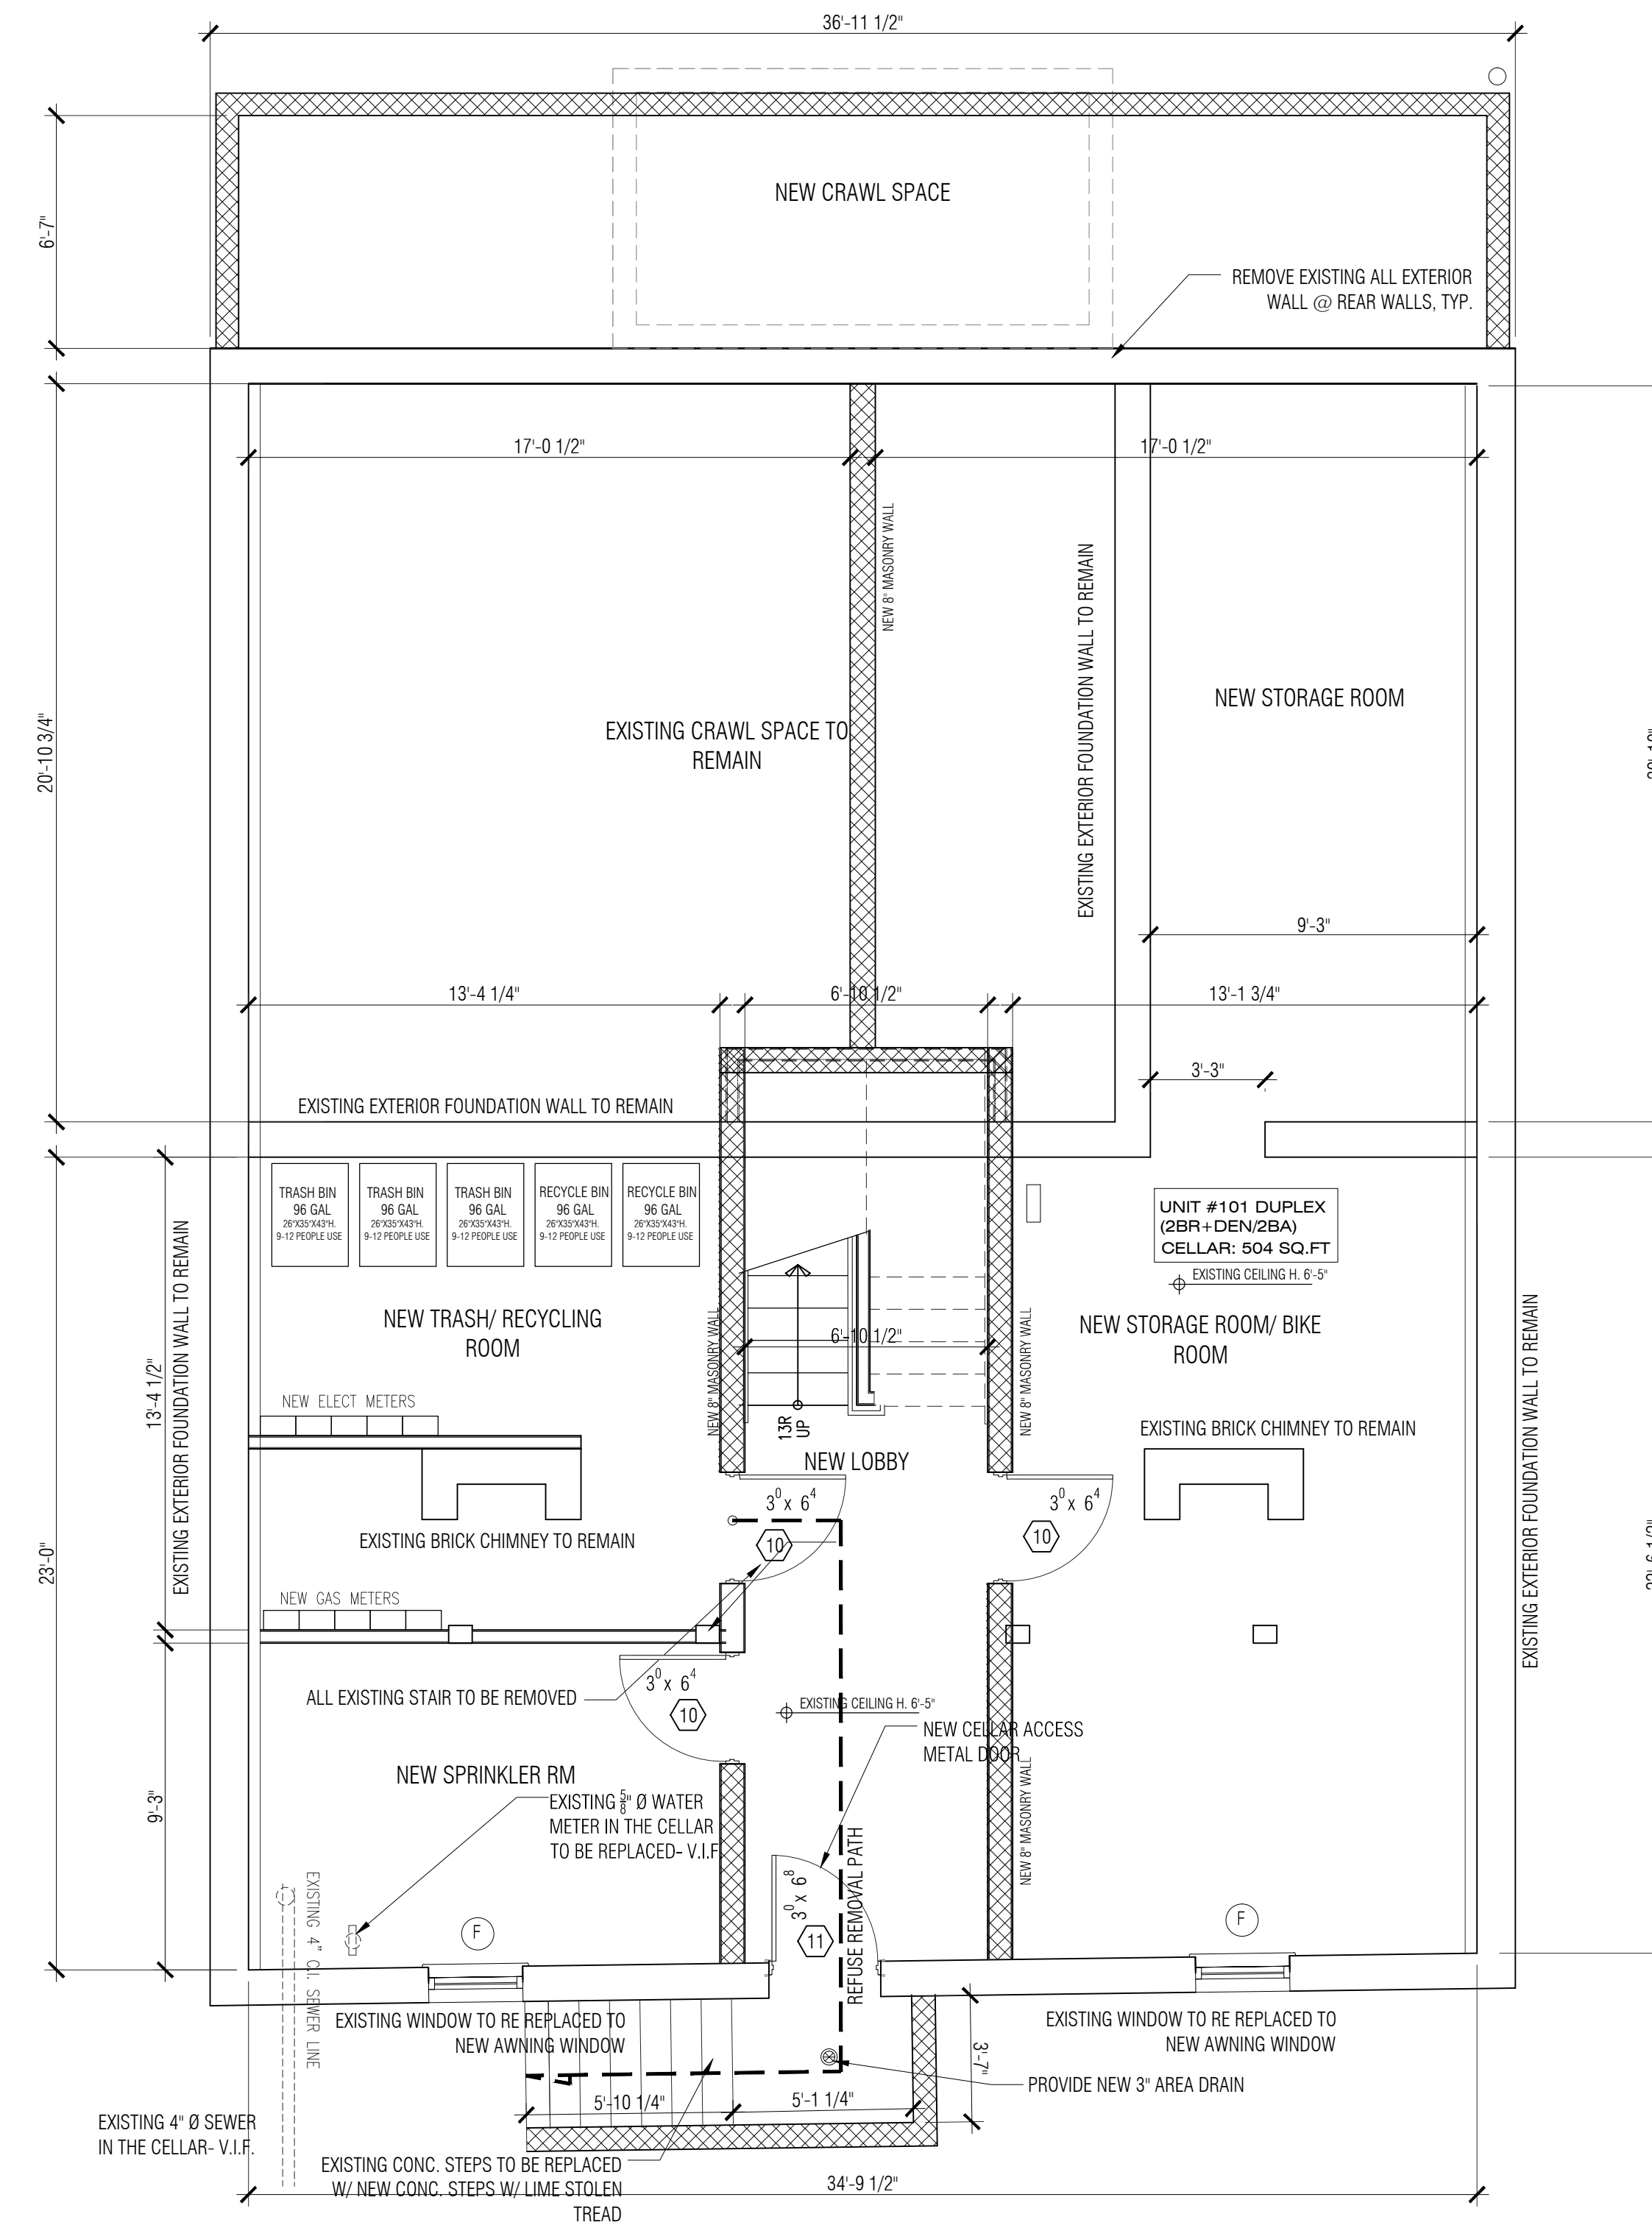 36'-11 1/2"
NEW CRAWL SPACE
6'-7"
REMOVE EXISTING ALL EXTERIOR
WALL @ REAR WALLS, TYP.
17'-0 1/2"
17'-0 1/2"
NEW 8" MASONRY WALL
EXISTING EXTERIOR FOUNDATION WALL TO REMAIN
NEW STORAGE ROOM
EXISTING CRAWL SPACE TO
REMAIN
20'-10 3/4"
9'-3"
13'-4 1/4"
6'-10 1/2"
13'-1 3/4"
3'-3"
EXISTING EXTERIOR FOUNDATION WALL TO REMAIN
TRASH BIN
96 GAL
26"X35"X43"H.
9-12 PEOPLE USE
TRASH BIN
96 GAL
26"X35"X43"H.
9-12 PEOPLE USE
TRASH BIN
96 GAL
26"X35"X43"H.
9-12 PEOPLE USE
RECYCLE BIN
96 GAL
26"X35"X43"H.
9-12 PEOPLE USE
RECYCLE BIN
96 GAL
26"X35"X43"H.
9-12 PEOPLE USE
UNIT #101 DUPLEX
(2BR+DEN/2BA)
CELLAR: 504 SQ.FT
EXISTING CEILING H. 6'-5"
EXISTING EXTERIOR FOUNDATION WALL TO REMAIN
NEW TRASH/ RECYCLING
ROOM
NEW 8" MASONRY WALL
6'-10 1/2"
NEW 8" MASONRY WALL
NEW STORAGE ROOM/ BIKE
ROOM
EXISTING EXTERIOR FOUNDATION WALL TO REMAIN
13'-4 1/2"
NEW ELECT METERS
13R
UP
EXISTING BRICK CHIMNEY TO REMAIN
NEW LOBBY
3⁰ x 6⁴
3⁰ x 6⁴
10
10
EXISTING BRICK CHIMNEY TO REMAIN
23'-0"
NEW GAS METERS
3⁰ x 6⁴
10
ALL EXISTING STAIR TO BE REMOVED
EXISTING CEILING H. 6'-5"
NEW CELLAR ACCESS
METAL DOOR
NEW SPRINKLER RM
9'-3"
EXISTING 5/8" Ø WATER
METER IN THE CELLAR
TO BE REPLACED- V.I.F.
NEW 8" MASONRY WALL
REFUSE REMOVAL PATH
3⁰ x 6⁸
11
EXISTING 4" C.I. SEWER LINE
F
F
EXISTING WINDOW TO RE REPLACED TO
NEW AWNING WINDOW
EXISTING WINDOW TO RE REPLACED TO
NEW AWNING WINDOW
3'-7"
PROVIDE NEW 3" AREA DRAIN
5'-10 1/4"
5'-1 1/4"
EXISTING 4" Ø SEWER
IN THE CELLAR- V.I.F.
EXISTING CONC. STEPS TO BE REPLACED
W/ NEW CONC. STEPS W/ LIME STOLEN
TREAD
34'-9 1/2"